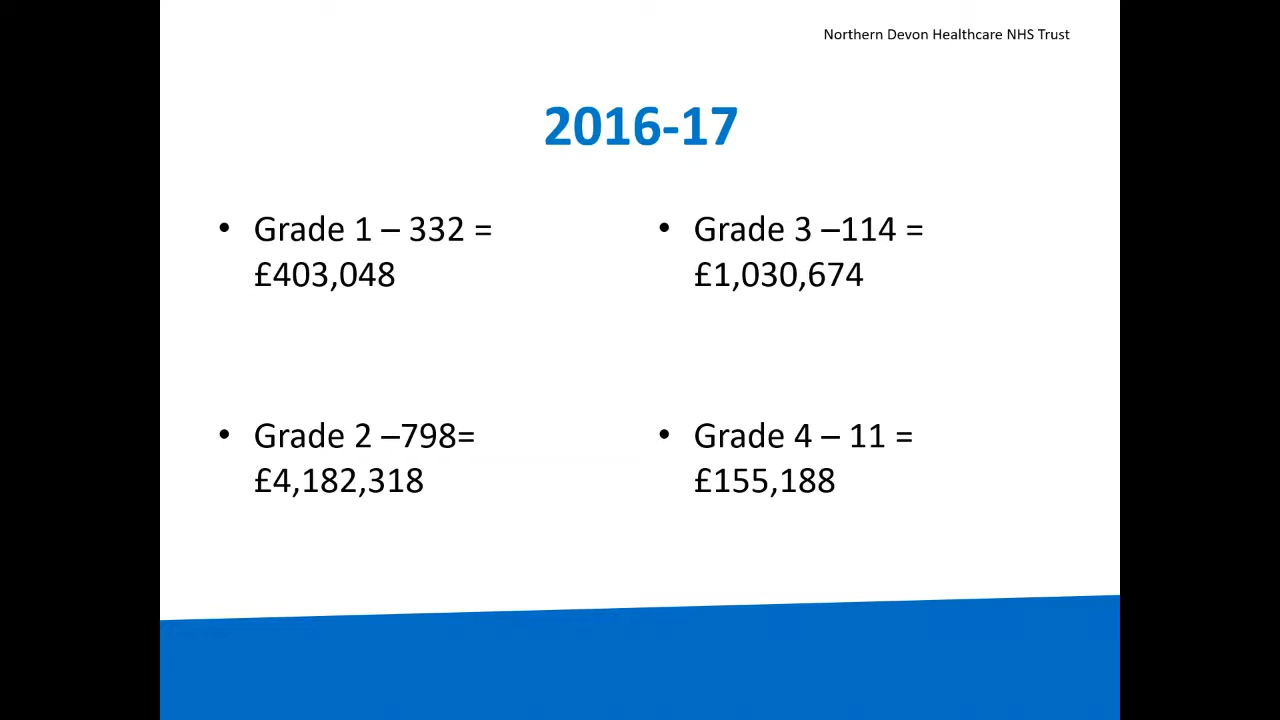 Northern Devon Healthcare NHS Trust
2016-17
• Grade 1 – 332 =
£403,048
• Grade 2 –798=
£4,182,318
• Grade 3 –114 =
£1,030,674
• Grade 4 – 11 =
£155,188